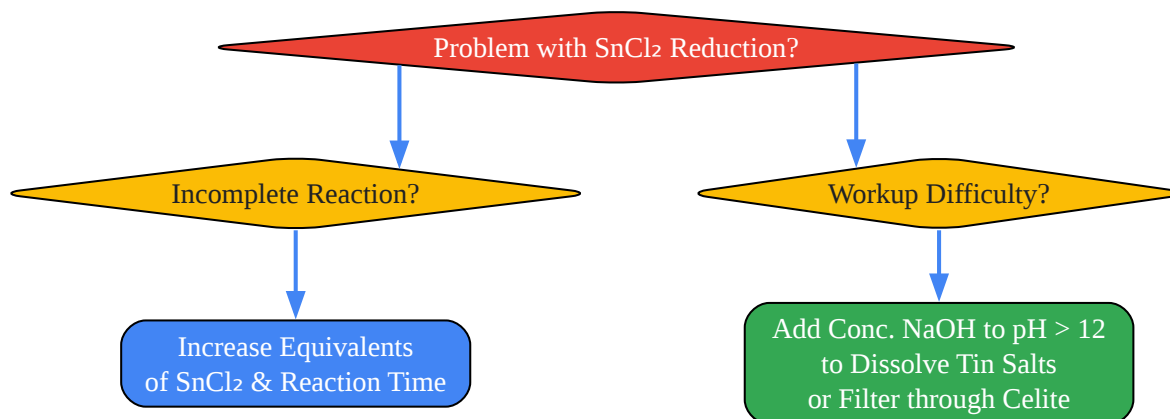 Problem with SnCl₂ Reduction?
Incomplete Reaction?
Workup Difficulty?
Increase Equivalents
of SnCl₂ & Reaction Time
Add Conc. NaOH to pH > 12
to Dissolve Tin Salts
or Filter through Celite